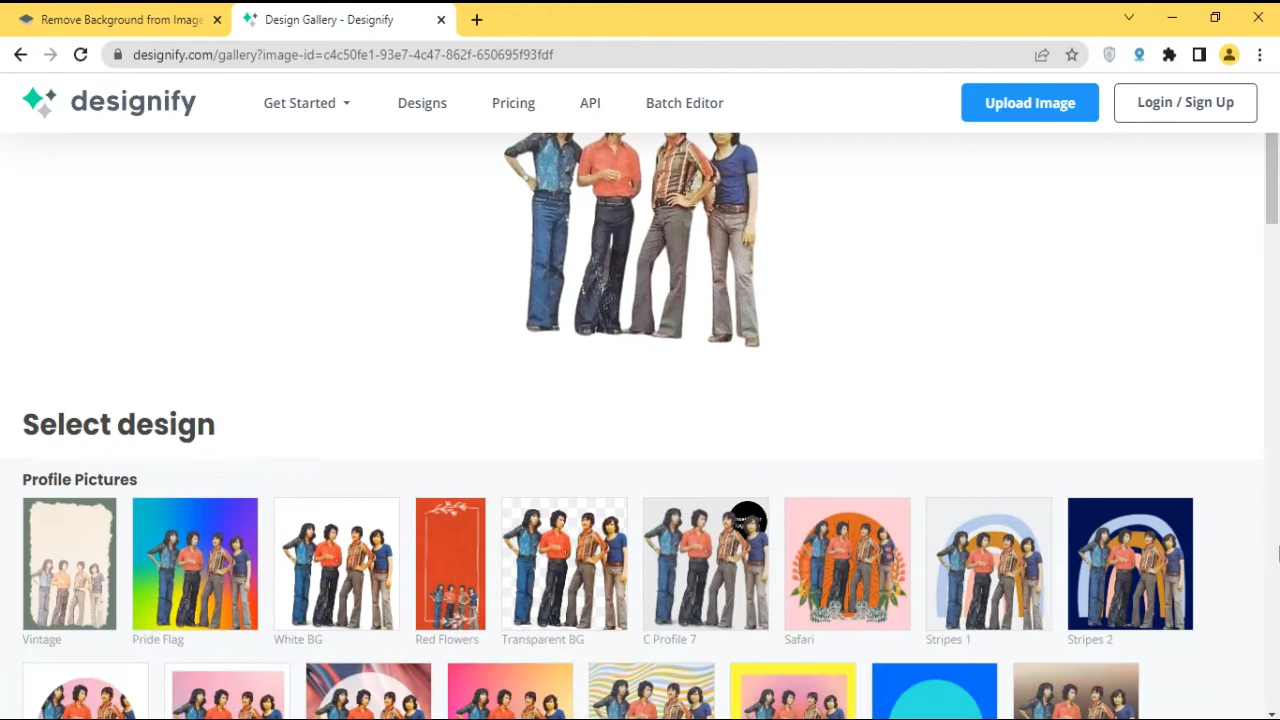 Remove Background from Image
Design Gallery - Designify
designify.com/gallery?image-id=c4c50fe1-93e7-4c47-862f-650695f93fdf
designify
Get Started
Designs
Pricing
API
Batch Editor
Upload Image
Login / Sign Up
Select design
Profile Pictures
Vintage
Pride Flag
White BG
Red Flowers
Transparent BG
C Profile 7
Safari
Stripes 1
Stripes 2